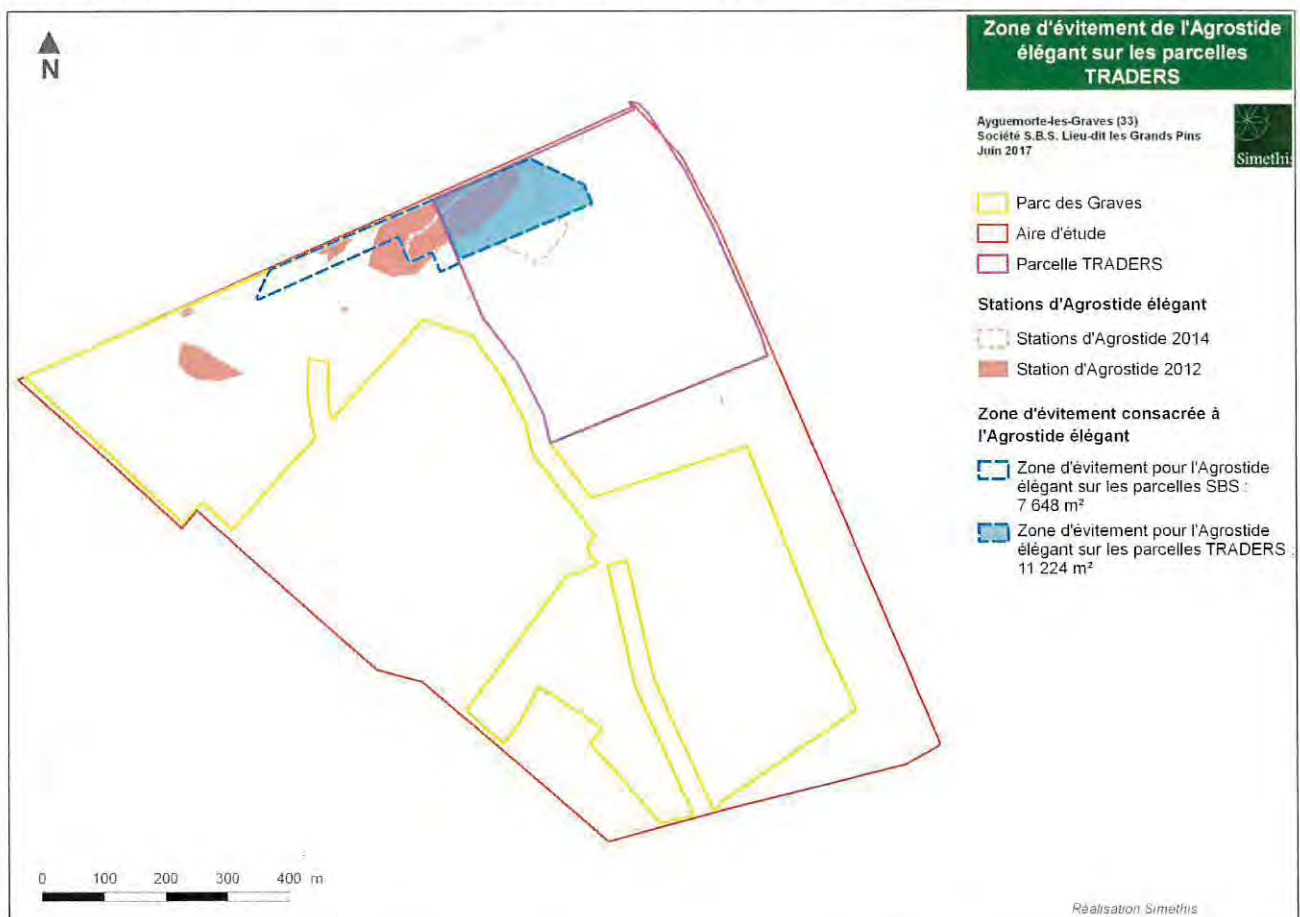 N
Zone d'évitement de l'Agrostide
élégant sur les parcelles
TRADERS
Ayguemorte-les-Graves (33)
Société S.B.S. Lieu-dit les Grands Pins
Juin 2017
Simethis
Parc des Graves
Aire d'étude
Parcelle TRADERS
Stations d'Agrostide élégant
Stations d'Agrostide 2014
Station d'Agrostide 2012
Zone d'évitement consacrée à
l'Agrostide élégant
Zone d'évitement pour l'Agrostide
élégant sur les parcelles SBS :
7 648 m²
Zone d'évitement pour l'Agrostide
élégant sur les parcelles TRADERS :
11 224 m²
0 100 200 300 400 m
Réalisation Simethis